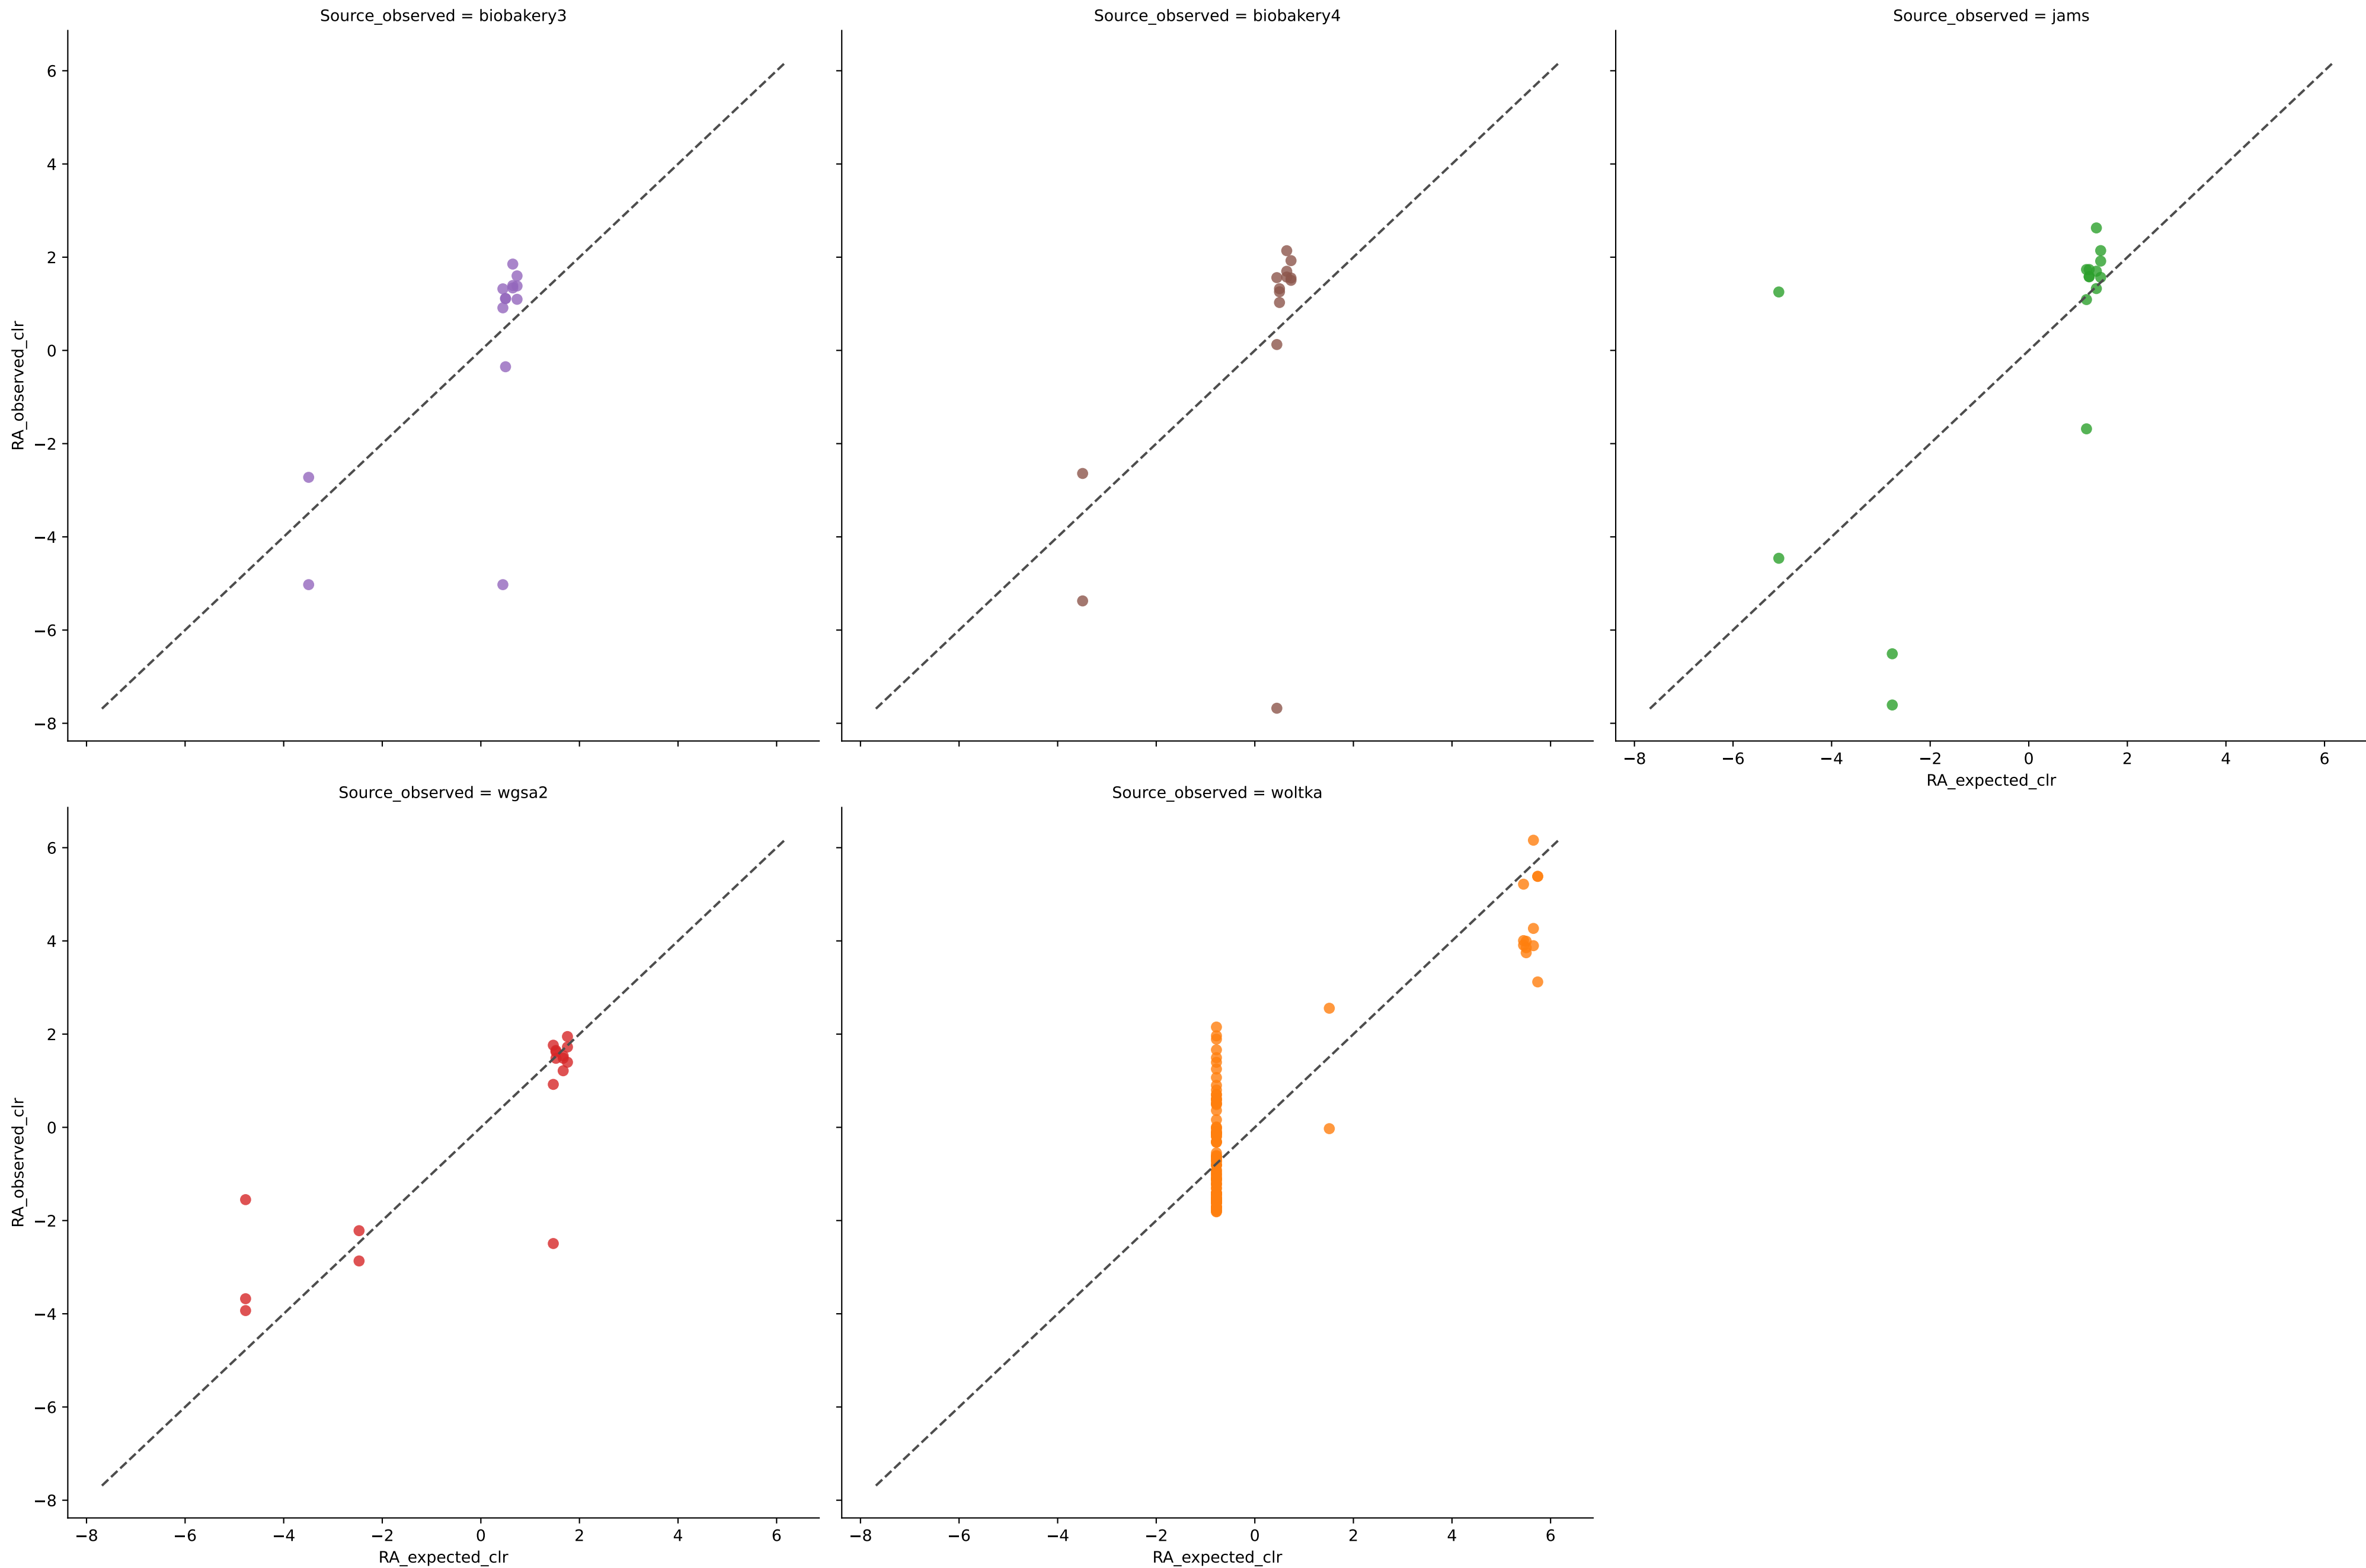 Source_observed = biobakery3
Source_observed = biobakery4
Source_observed = jams
6
4
2
0
−2
−4
−6
−8
RA_observed_clr
−8 −6 −4 −2 0 2 4 6
RA_expected_clr
Source_observed = wgsa2
Source_observed = woltka
6
4
2
0
−2
−4
−6
−8
RA_observed_clr
−8 −6 −4 −2 0 2 4 6
RA_expected_clr
−8 −6 −4 −2 0 2 4 6
RA_expected_clr